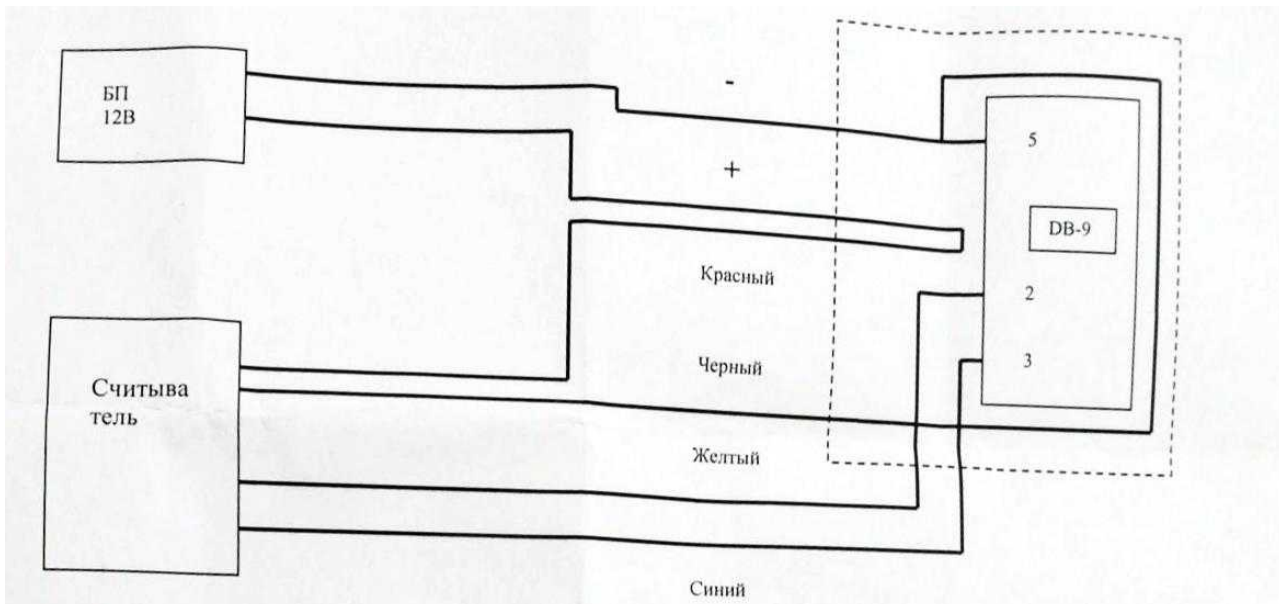 БП
12В
-
+
5
DB-9
Красный
2
Черный
3
Считыва
тель
Желтый
Синий